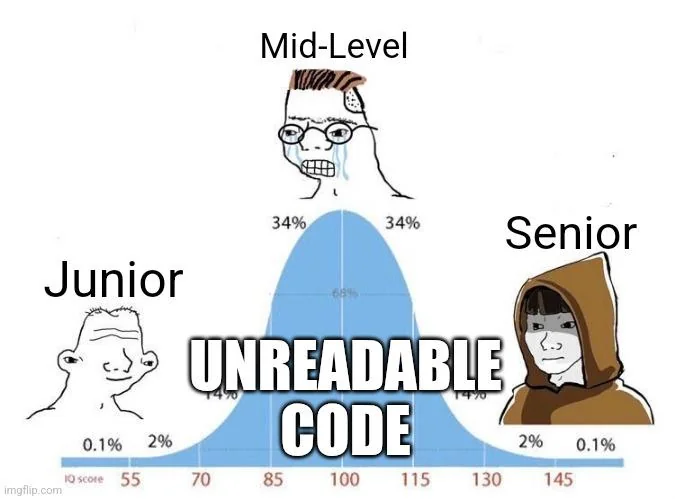 Mid-Level
34% 34%
Senior
Junior
68%
UNREADABLE
14% 14%
CODE
0.1% 2% 2% 0.1%
IQ score 55 70 85 100 115 130 145
imgflip.com